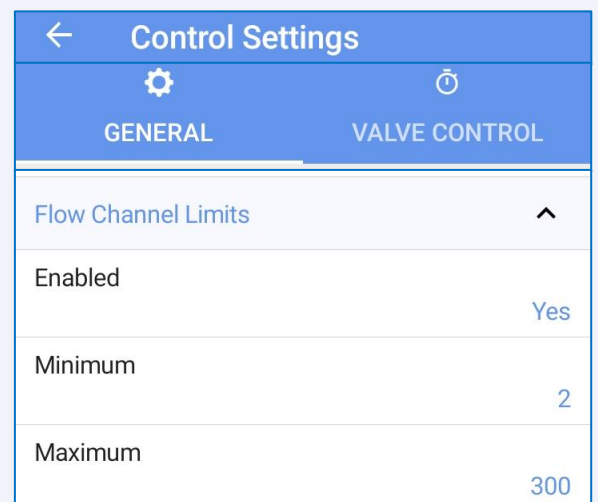 Control Settings
GENERAL VALVE CONTROL
Flow Channel Limits
Enabled
Yes
Minimum
2
Maximum
300